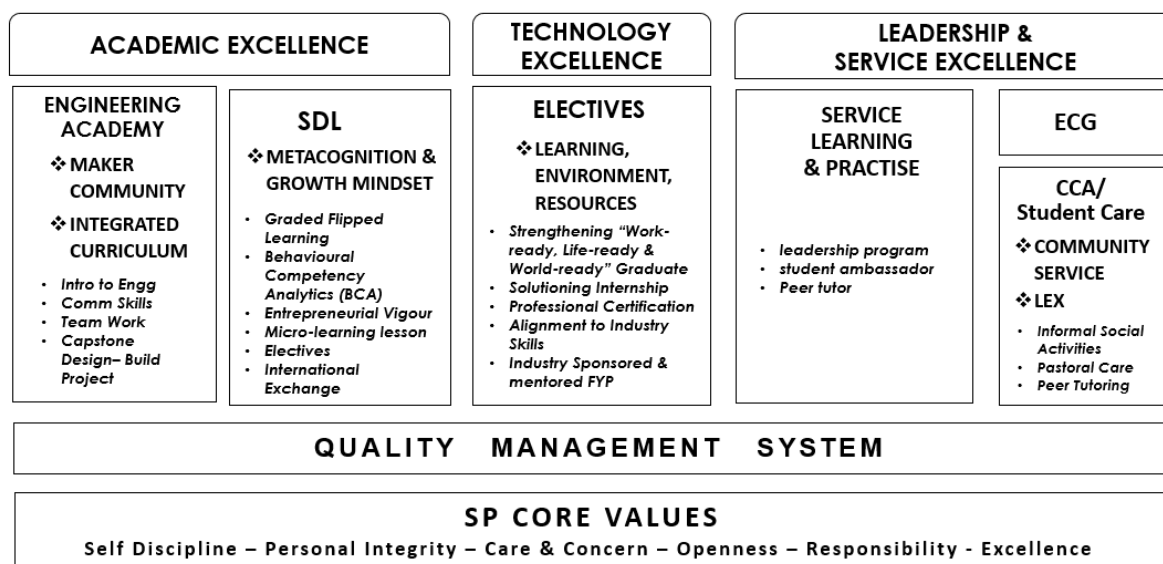 ACADEMIC EXCELLENCE
TECHNOLOGY
EXCELLENCE
LEADERSHIP &
SERVICE EXCELLENCE
ENGINEERING
ACADEMY
❖ MAKER
COMMUNITY
❖ INTEGRATED
CURRICULUM
• Intro to Engg
• Comm Skills
• Team Work
• Capstone
Design– Build
Project
SDL
❖ METACOGNITION &
GROWTH MINDSET
• Graded Flipped
Learning
• Behavioural
Competency
Analytics (BCA)
• Entrepreneurial Vigour
• Micro-learning lesson
• Electives
• International
Exchange
ELECTIVES
❖ LEARNING,
ENVIRONMENT,
RESOURCES
• Strengthening “Work-
ready, Life-ready &
World-ready” Graduate
• Solutioning Internship
• Professional Certification
• Alignment to Industry
Skills
• Industry Sponsored &
mentored FYP
SERVICE
LEARNING
& PRACTISE
• leadership program
• student ambassador
• Peer tutor
ECG
CCA/
Student Care
❖ COMMUNITY
SERVICE
❖ LEX
• Informal Social
Activities
• Pastoral Care
• Peer Tutoring
QUALITY MANAGEMENT SYSTEM
SP CORE VALUES
Self Discipline – Personal Integrity – Care & Concern – Openness – Responsibility - Excellence